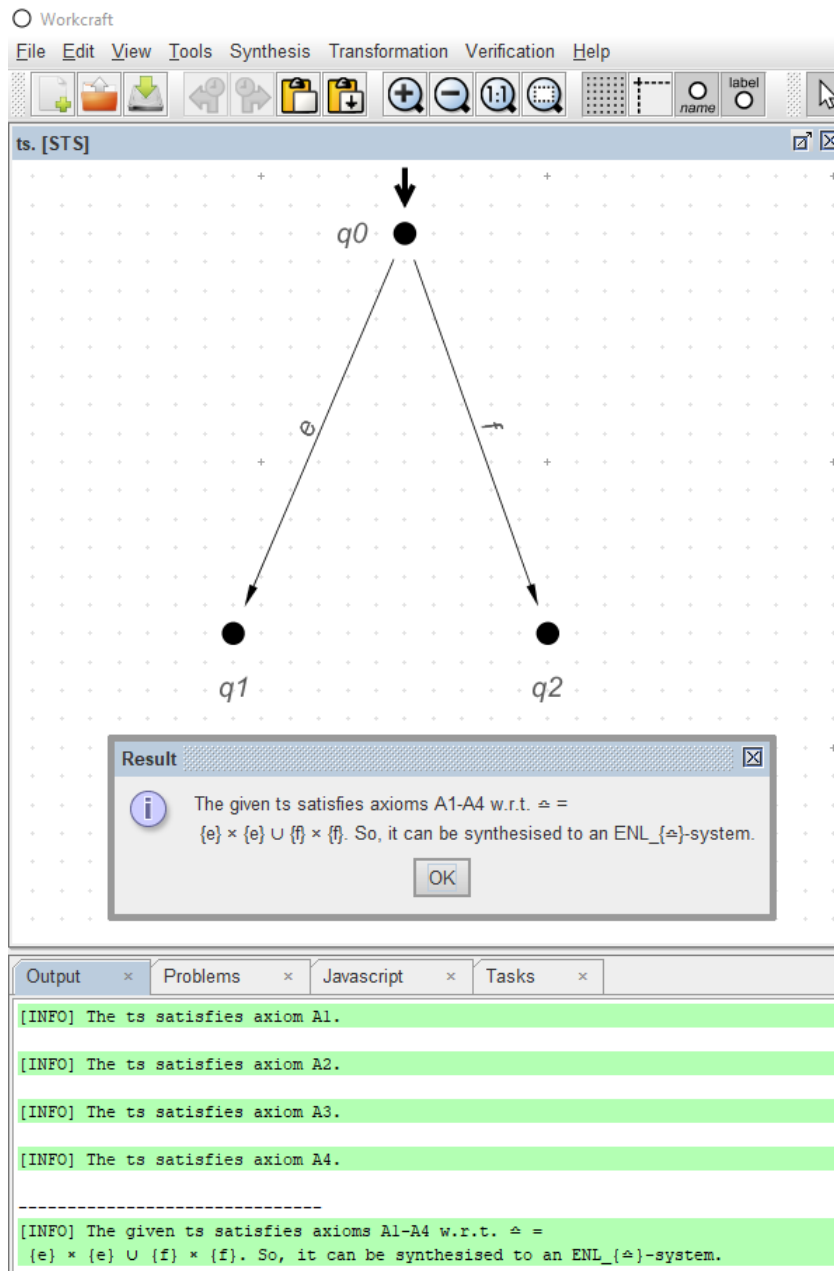 Workcraft
File Edit View Tools Synthesis Transformation Verification Help
1:1 name label
ts. [STS]
q0
e f
q1 q2
Result
The given ts satisfies axioms A1-A4 w.r.t. ≏ =
{e} × {e} ∪ {f} × {f}. So, it can be synthesised to an ENL_{≏}-system.
OK
Output × Problems × Javascript × Tasks ×
[INFO] The ts satisfies axiom A1.
[INFO] The ts satisfies axiom A2.
[INFO] The ts satisfies axiom A3.
[INFO] The ts satisfies axiom A4.
-------------------------------
[INFO] The given ts satisfies axioms A1-A4 w.r.t. ≏ =
{e} × {e} ∪ {f} × {f}. So, it can be synthesised to an ENL_{≏}-system.